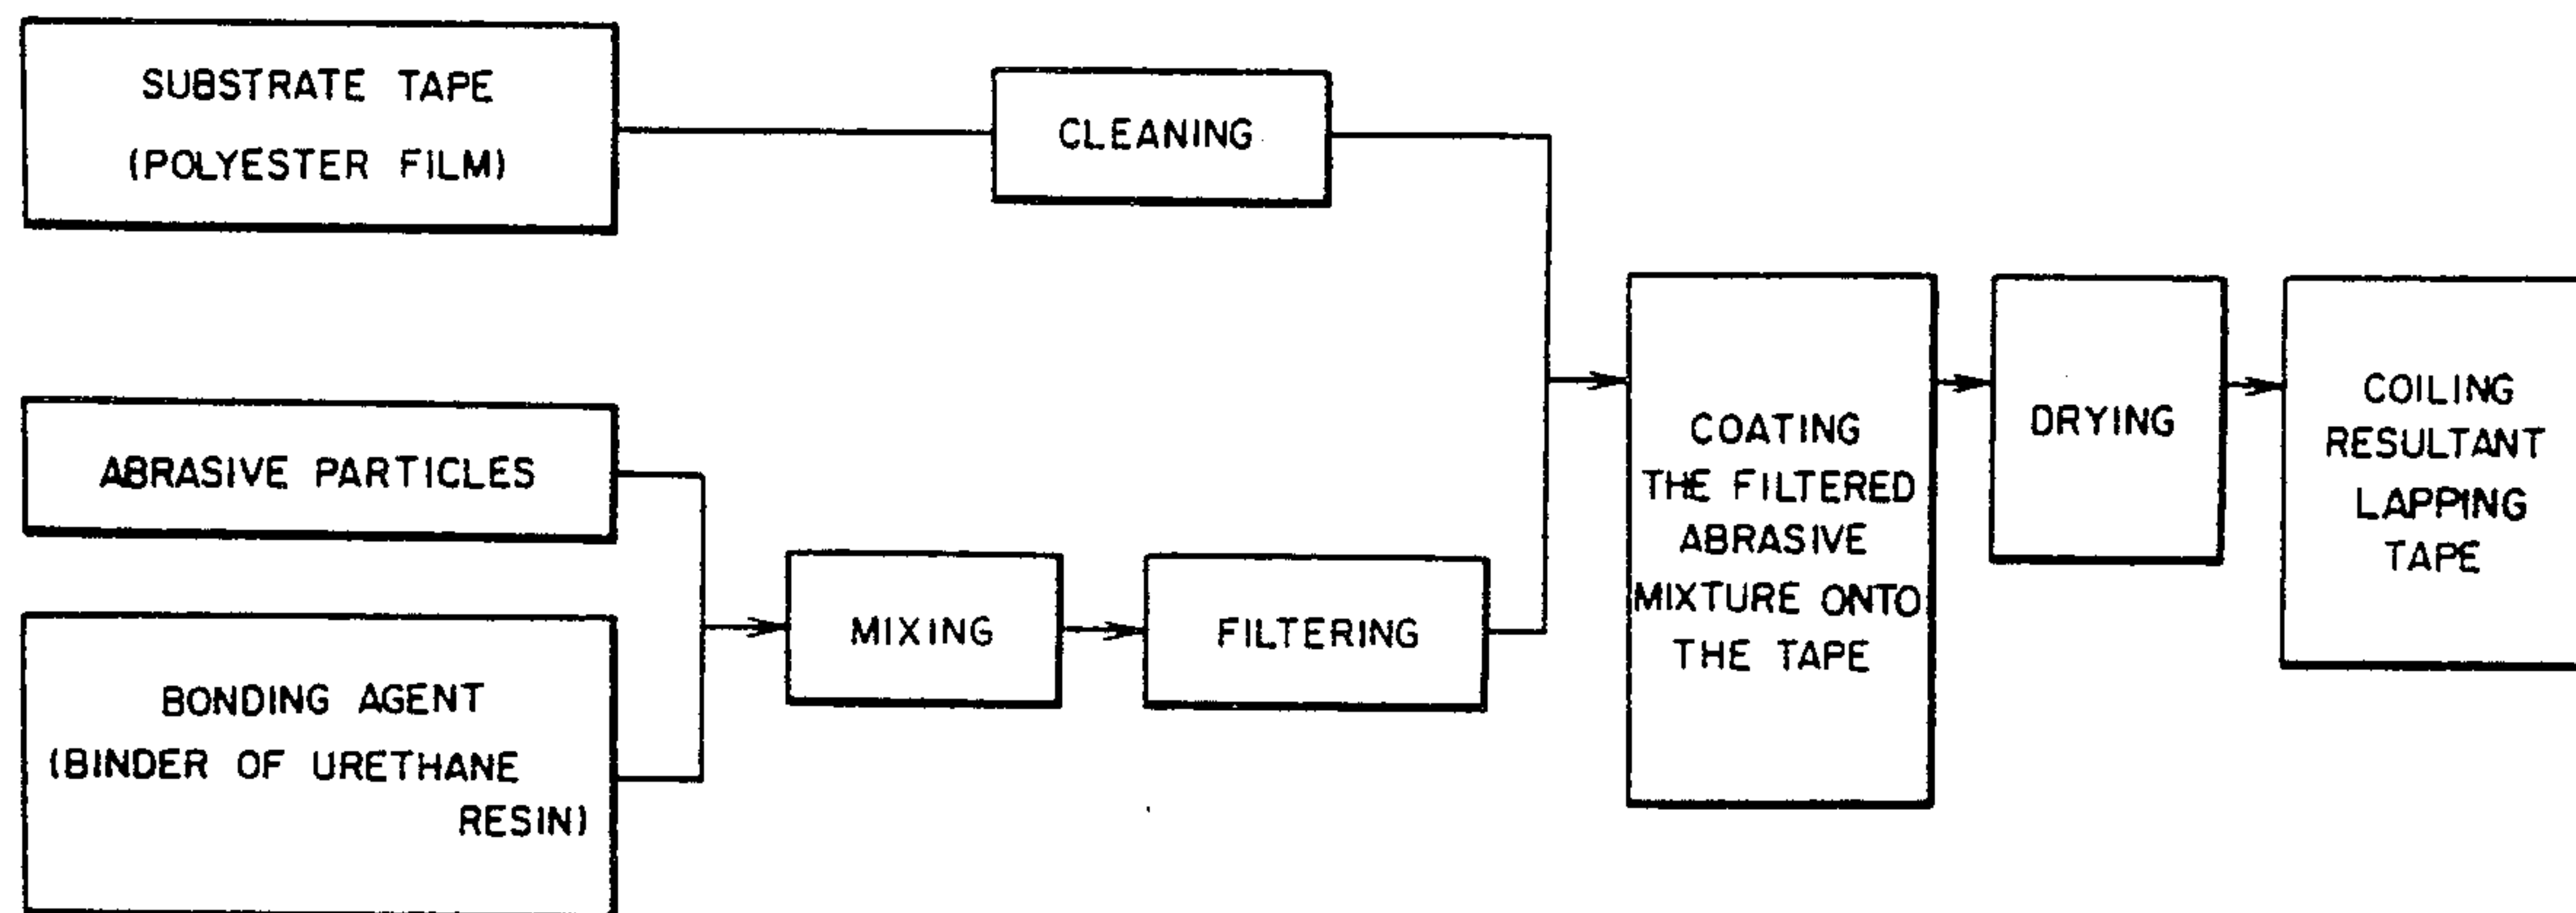 SUBSTRATE TAPE
(POLYESTER FILM)
CLEANING
ABRASIVE PARTICLES
BONDING AGENT
(BINDER OF URETHANE
RESIN)
MIXING
FILTERING
COATING
THE FILTERED
ABRASIVE
MIXTURE ONTO
THE TAPE
DRYING
COILING
RESULTANT
LAPPING
TAPE